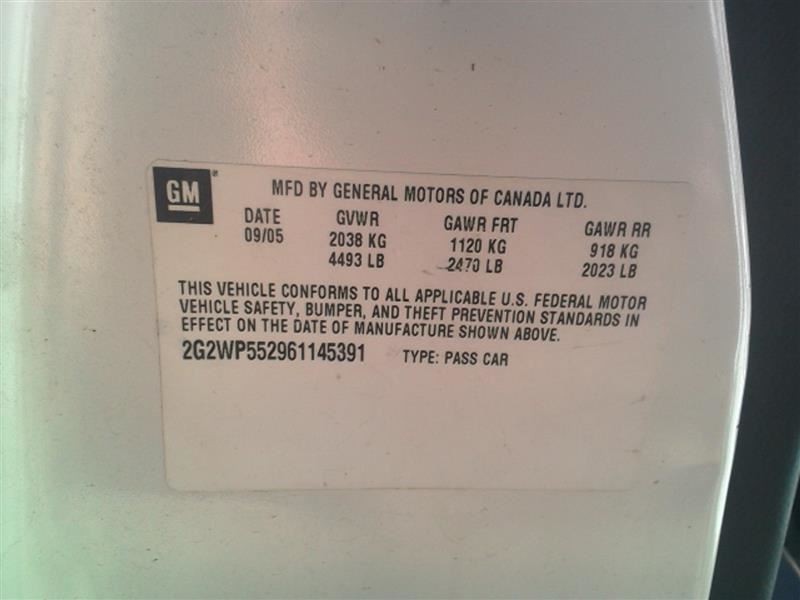 GM
MFD BY GENERAL MOTORS OF CANADA LTD.
DATE GVWR GAWR FRT GAWR RR
09/05 2038 KG 1120 KG 918 KG
4493 LB 2470 LB 2023 LB
THIS VEHICLE CONFORMS TO ALL APPLICABLE U.S. FEDERAL MOTOR
VEHICLE SAFETY, BUMPER, AND THEFT PREVENTION STANDARDS IN
EFFECT ON THE DATE OF MANUFACTURE SHOWN ABOVE.
2G2WP552961145391 TYPE: PASS CAR